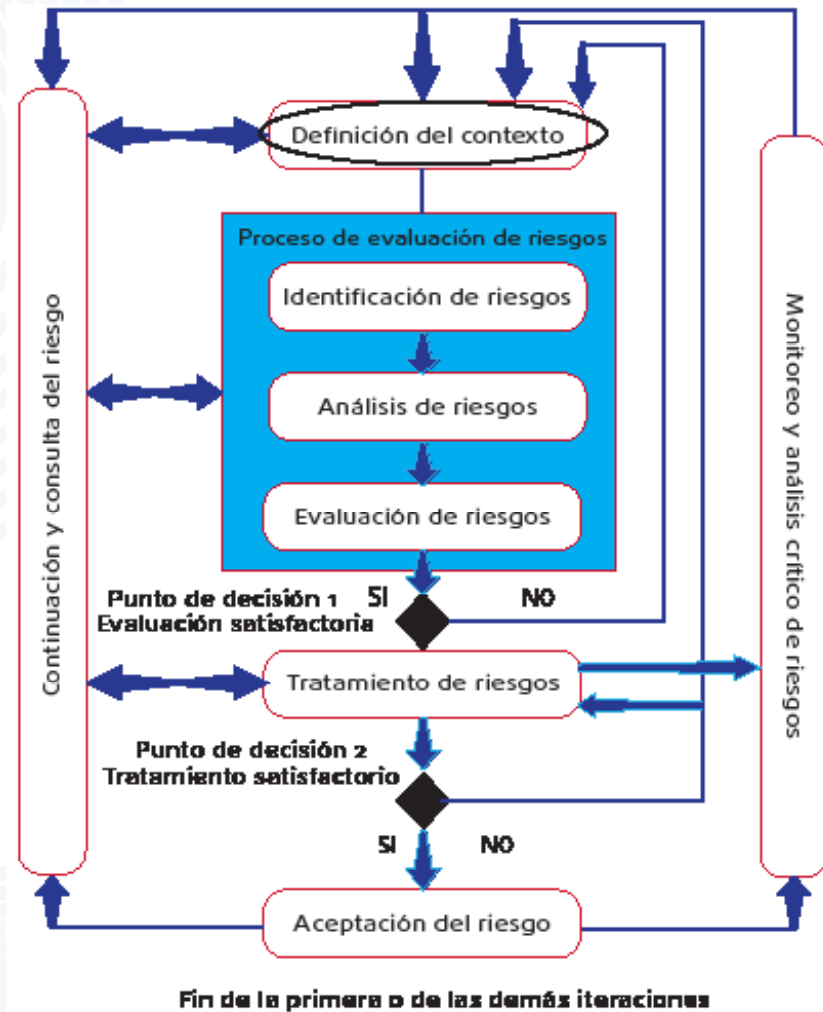 Definición del contexto
Proceso de evaluación de riesgos
Identificación de riesgos
Análisis de riesgos
Evaluación de riesgos
Punto de decisión 1
Evaluación satisfactoria
SI
NO
Tratamiento de riesgos
Punto de decisión 2
Tratamiento satisfactorio
SI
NO
Aceptación del riesgo
Continuación y consulta del riesgo
Monitoreo y análisis crítico de riesgos
Fin de la primera o de las demás iteraciones